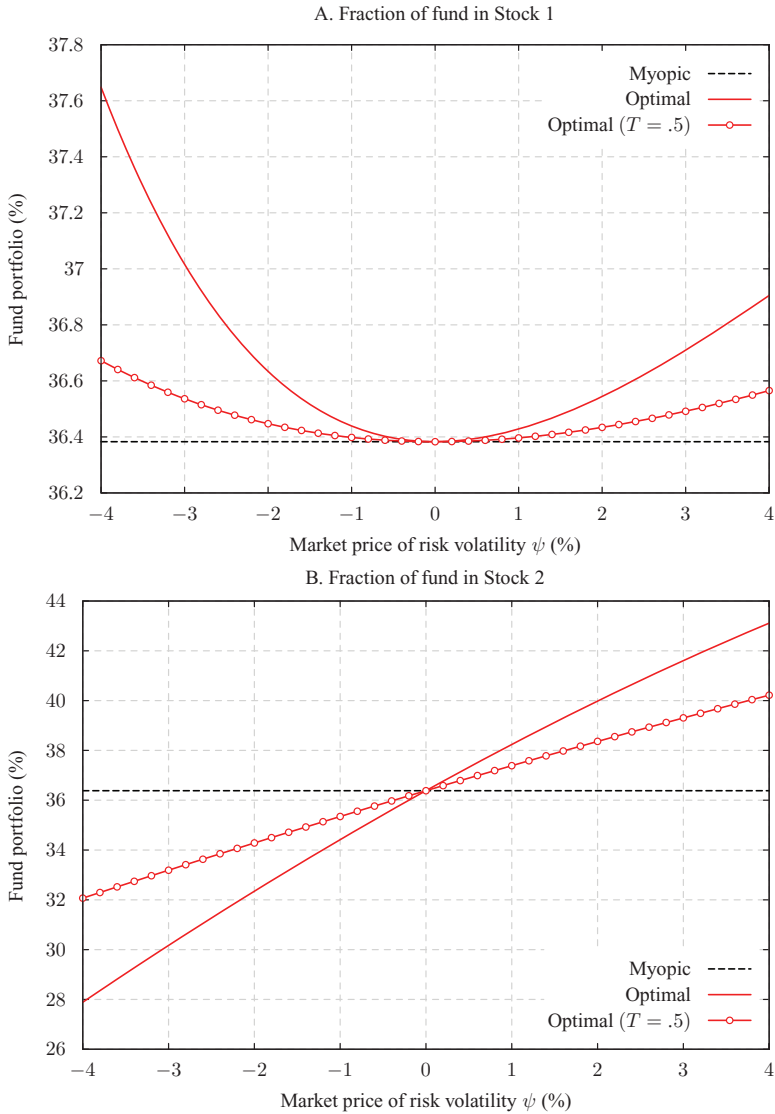 A. Fraction of fund in Stock 1
37.8
37.6
37.4
37.2
37
36.8
36.6
36.4
36.2
Fund portfolio (%)
Myopic
Optimal
Optimal (T = .5)
−4 −3 −2 −1 0 1 2 3 4
Market price of risk volatility ψ (%)
B. Fraction of fund in Stock 2
44
42
40
38
36
34
32
30
28
26
Fund portfolio (%)
Myopic
Optimal
Optimal (T = .5)
−4 −3 −2 −1 0 1 2 3 4
Market price of risk volatility ψ (%)